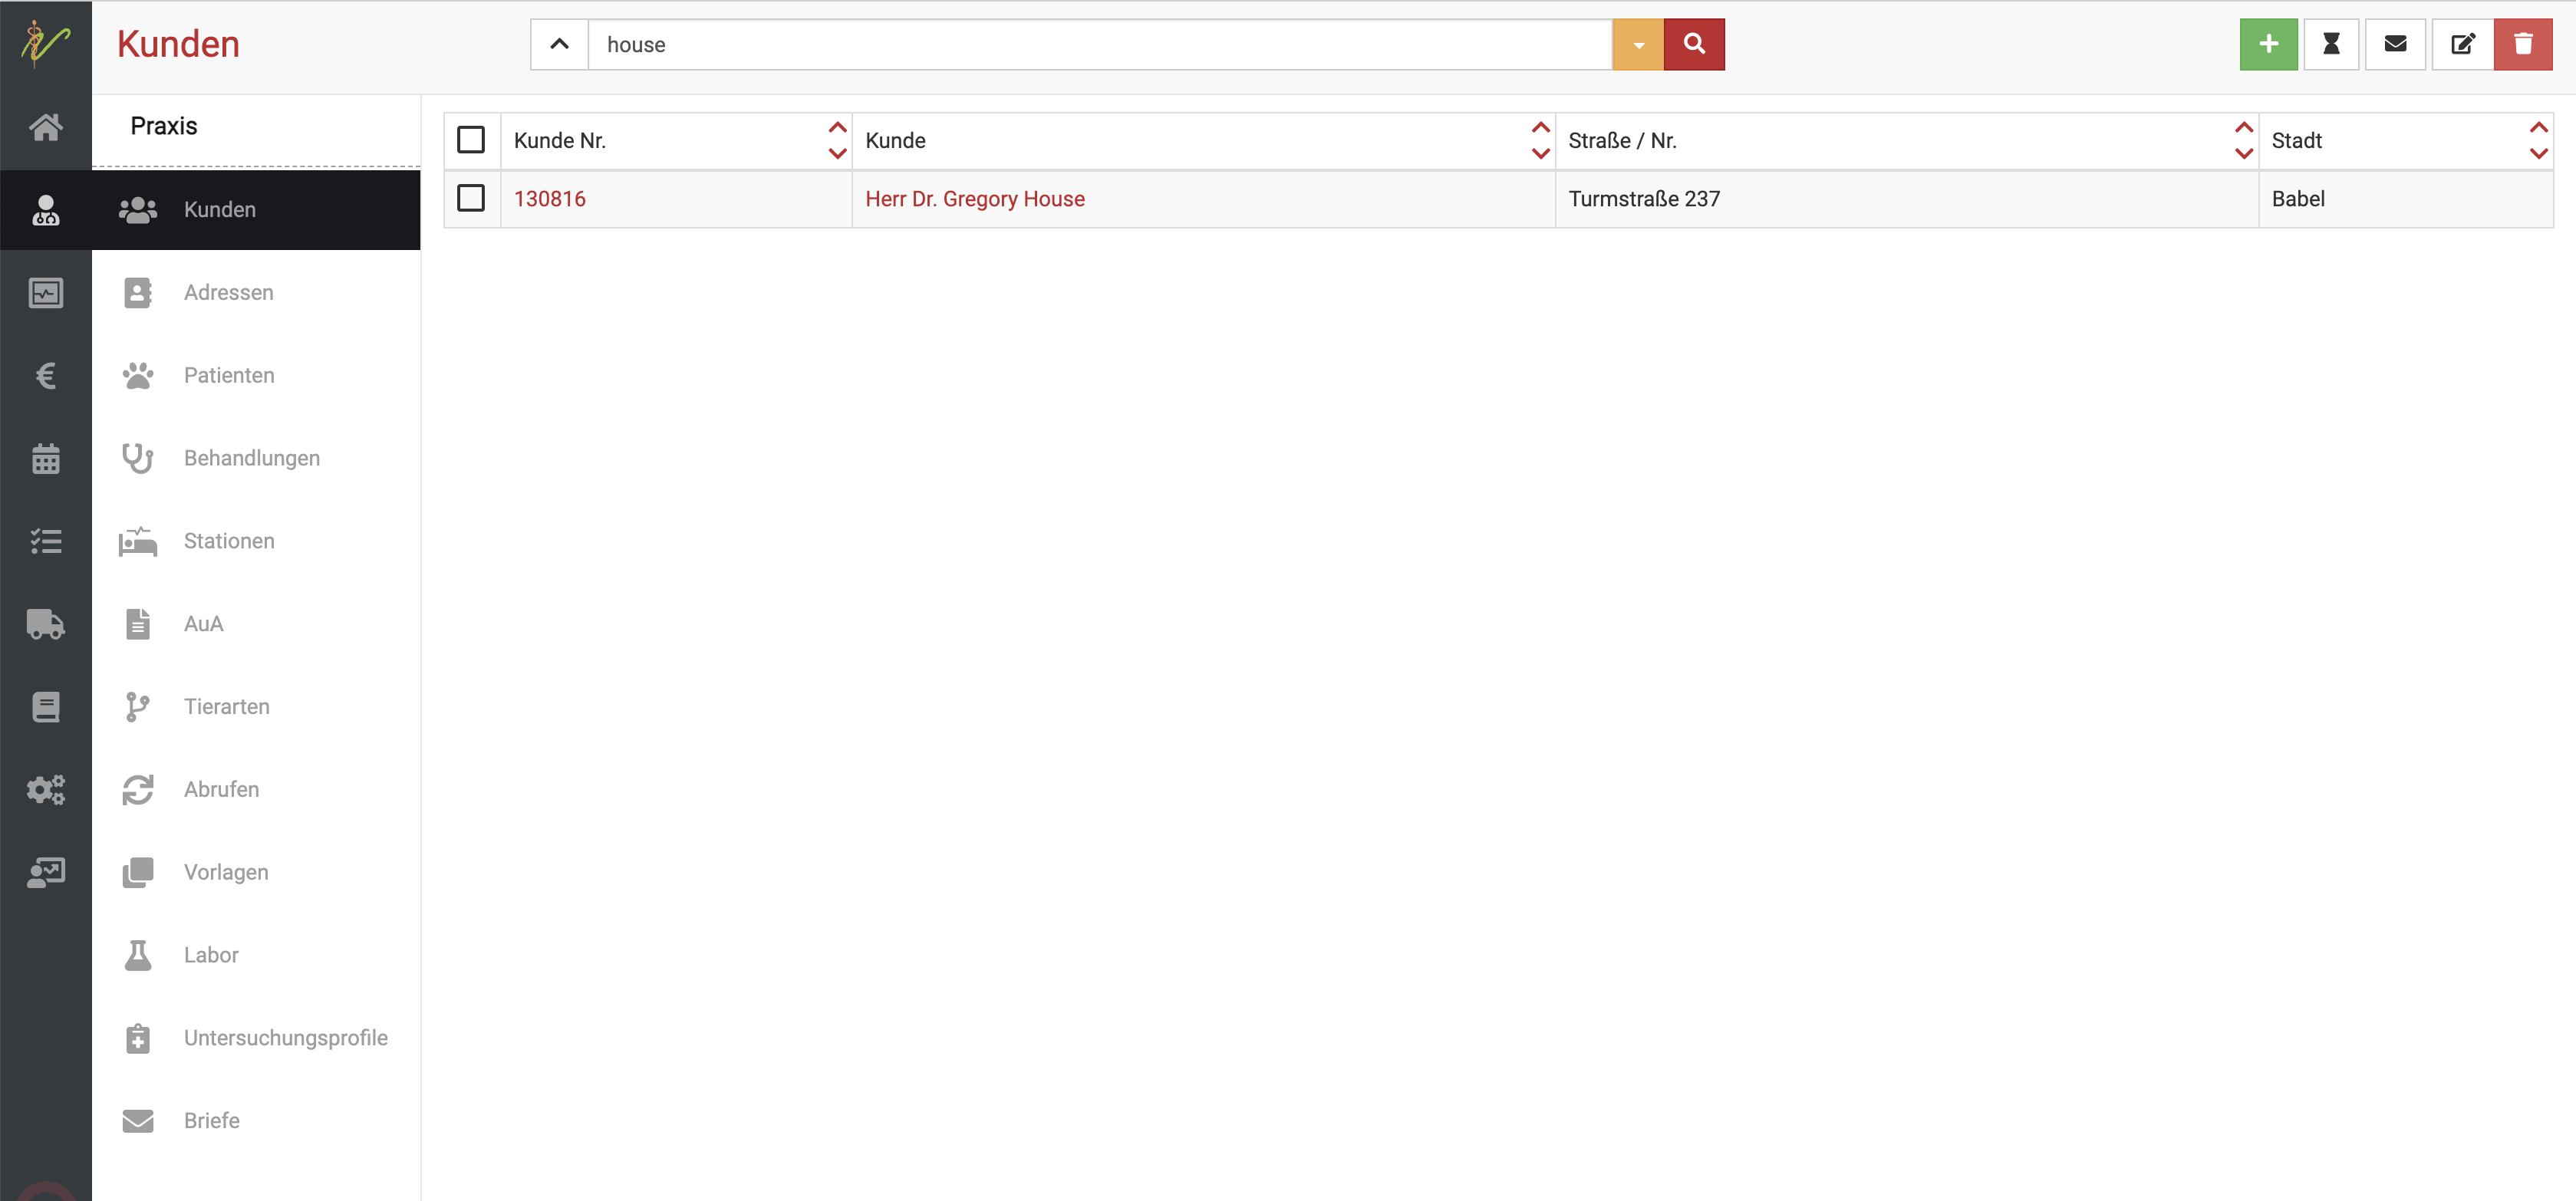 Kunden
house
Praxis
Kunden
Adressen
Patienten
Behandlungen
Stationen
AuA
Tierarten
Abrufen
Vorlagen
Labor
Untersuchungsprofile
Briefe
Kunde Nr. Kunde Straße / Nr. Stadt
130816 Herr Dr. Gregory House Turmstraße 237 Babel